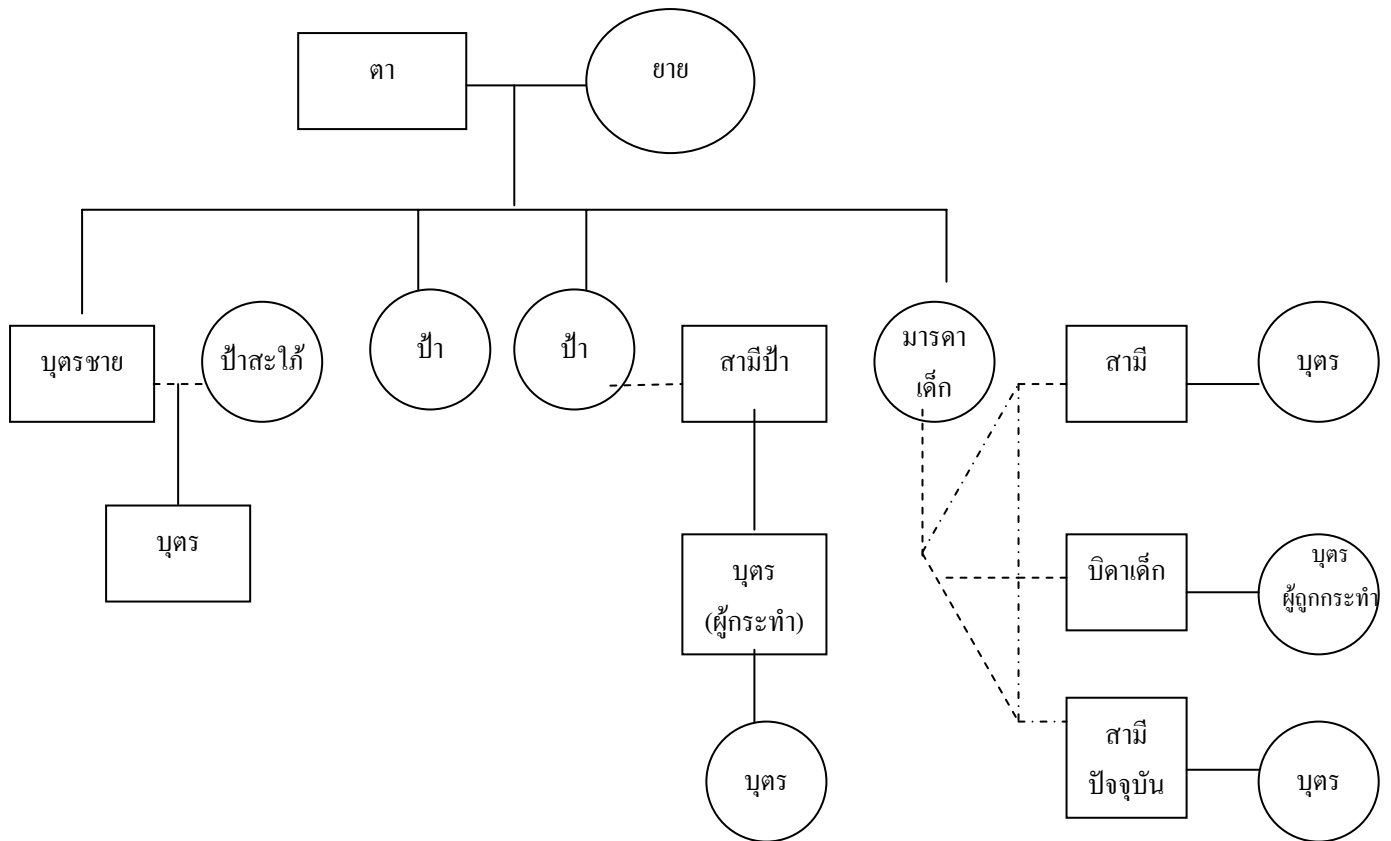 ตา
ยาย
บุตรชาย
ป้าสะใภ้
ป้า
ป้า
สามีป้า
มารดา
เด็ก
สามี
บุตร
บุตร
บุตร
(ผู้กระทำ)
บิดาเด็ก
บุตร
ผู้ถูกกระทำ
บุตร
สามี
ปัจจุบัน
บุตร